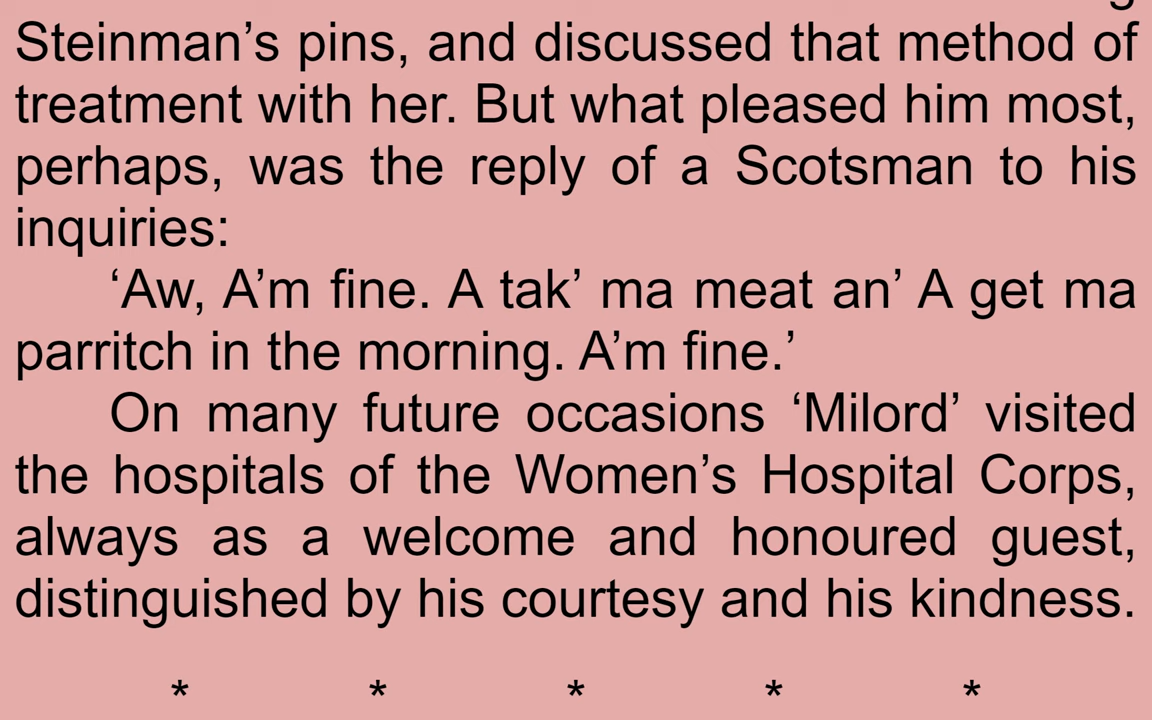 Steinman’s pins, and discussed that method of
treatment with her. But what pleased him most,
perhaps, was the reply of a Scotsman to his
inquiries:
‘Aw, A’m fine. A tak’ ma meat an’ A get ma
parritch in the morning. A’m fine.’
On many future occasions ‘Milord’ visited
the hospitals of the Women’s Hospital Corps,
always as a welcome and honoured guest,
distinguished by his courtesy and his kindness.
* * * * *